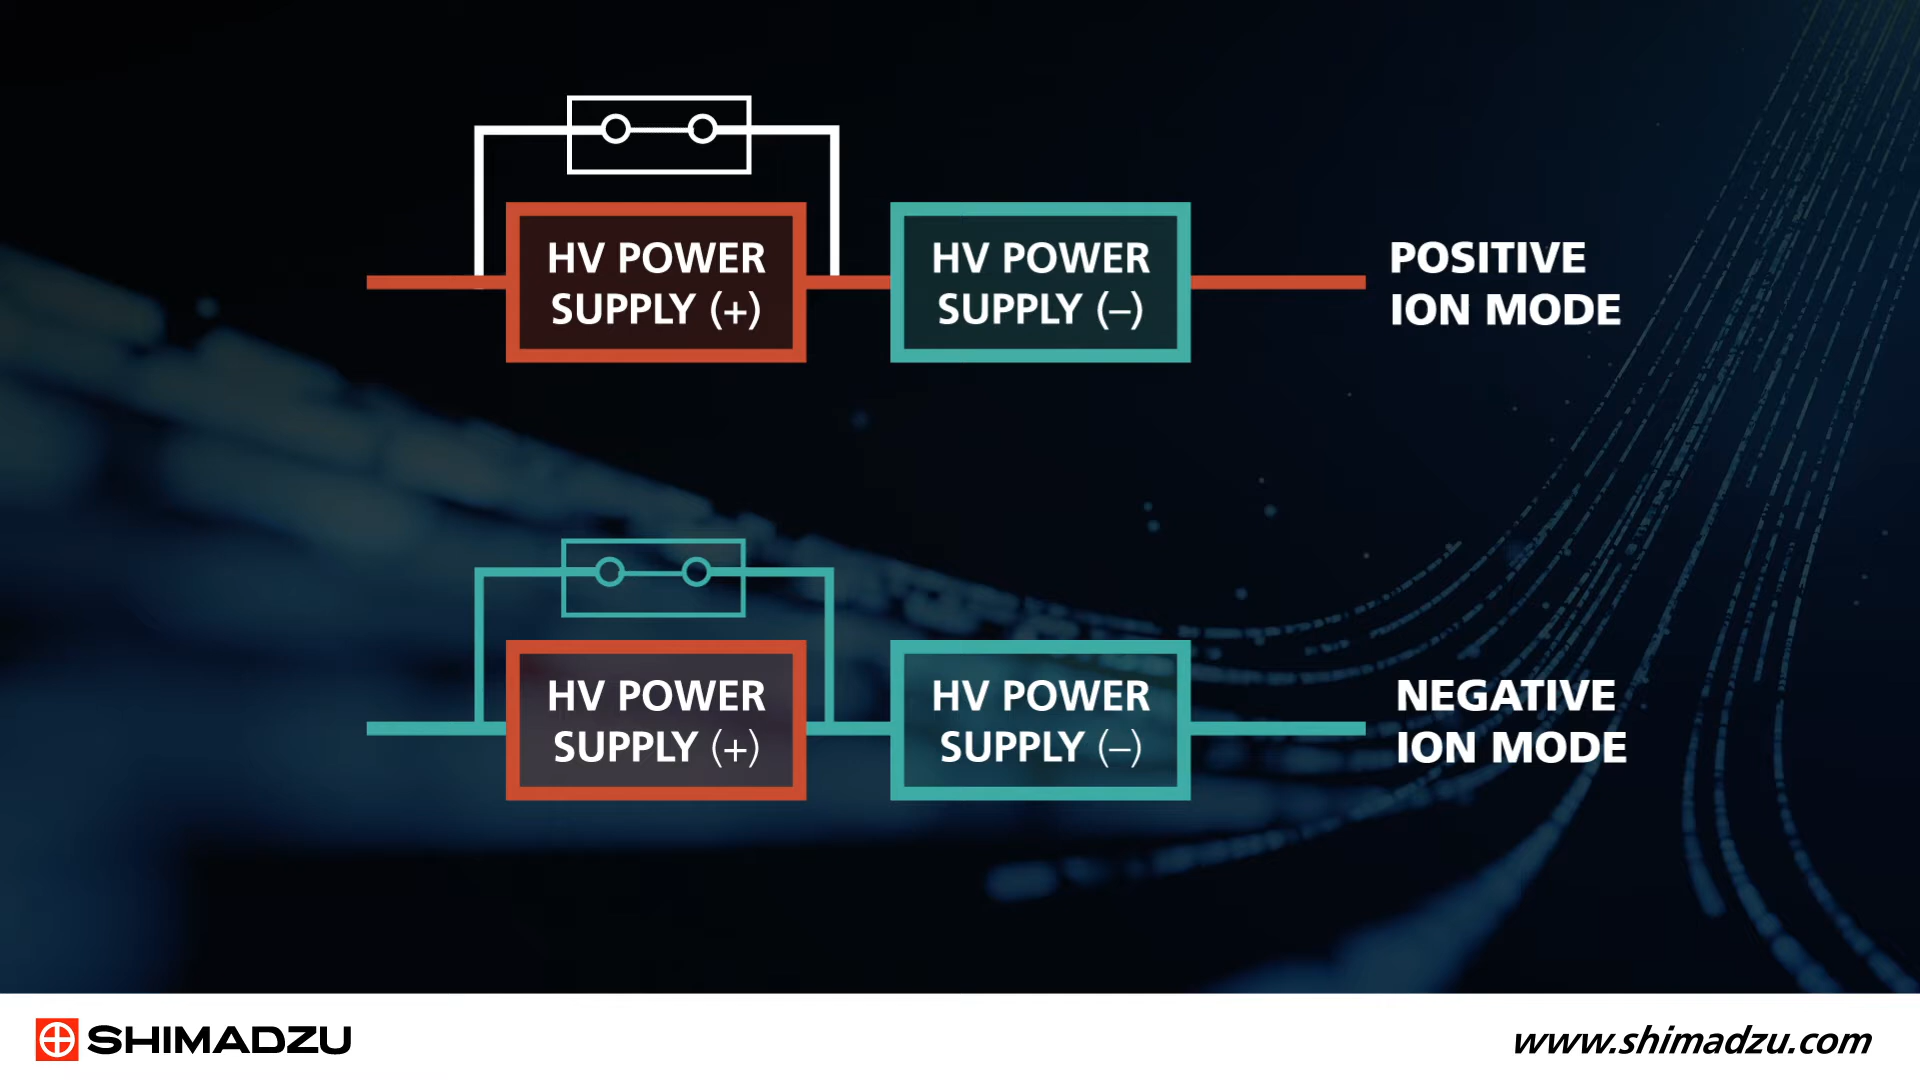 HV POWER
SUPPLY (+)
HV POWER
SUPPLY (–)
POSITIVE
ION MODE
HV POWER
SUPPLY (+)
HV POWER
SUPPLY (–)
NEGATIVE
ION MODE
SHIMADZU
www.shimadzu.com